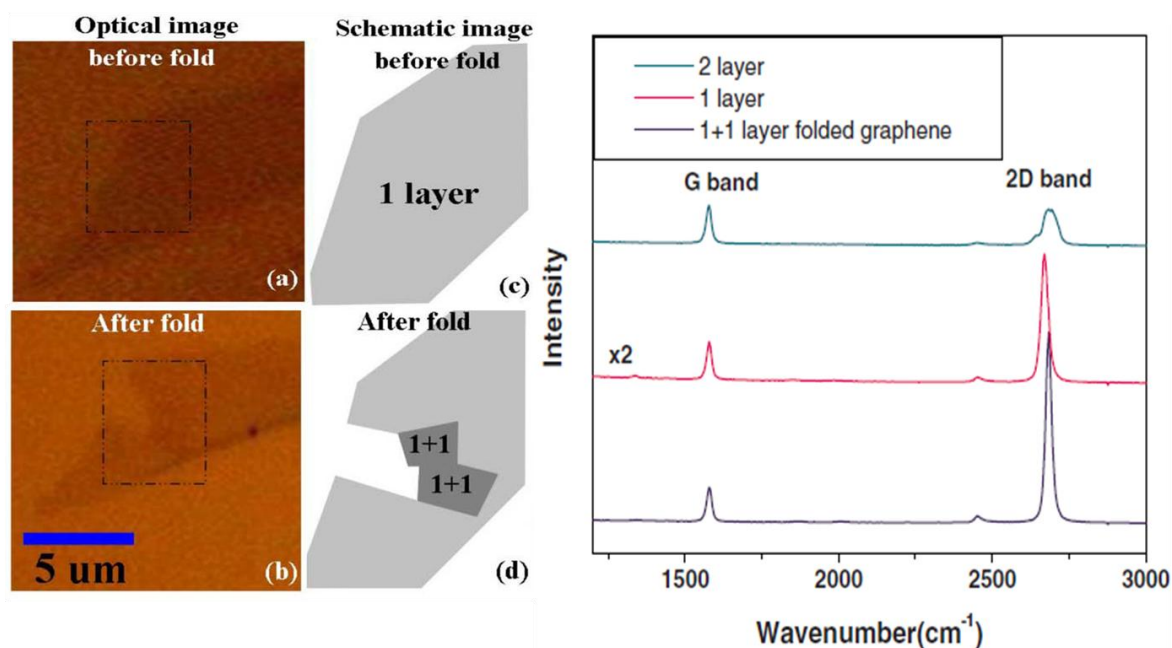 Optical image
before fold
(a)
Schematic image
before fold
1 layer
(c)
After fold
5 um
(b)
After fold
1+1
1+1
(d)
2 layer
1 layer
1+1 layer folded graphene
G band
2D band
x2
Intensity
1500
2000
2500
3000
Wavenumber(cm⁻¹)